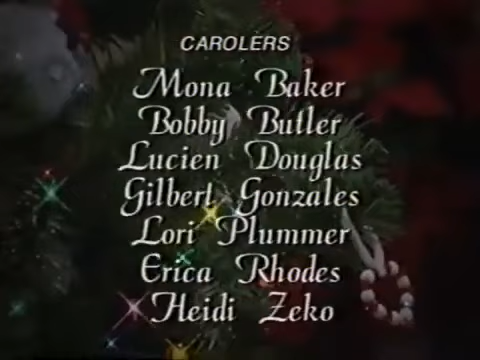 CAROLERS
Mona Baker
Bobby Butler
Lucien Douglas
Gilbert Gonzales
Lori Plummer
Erica Rhodes
Heidi Zeko